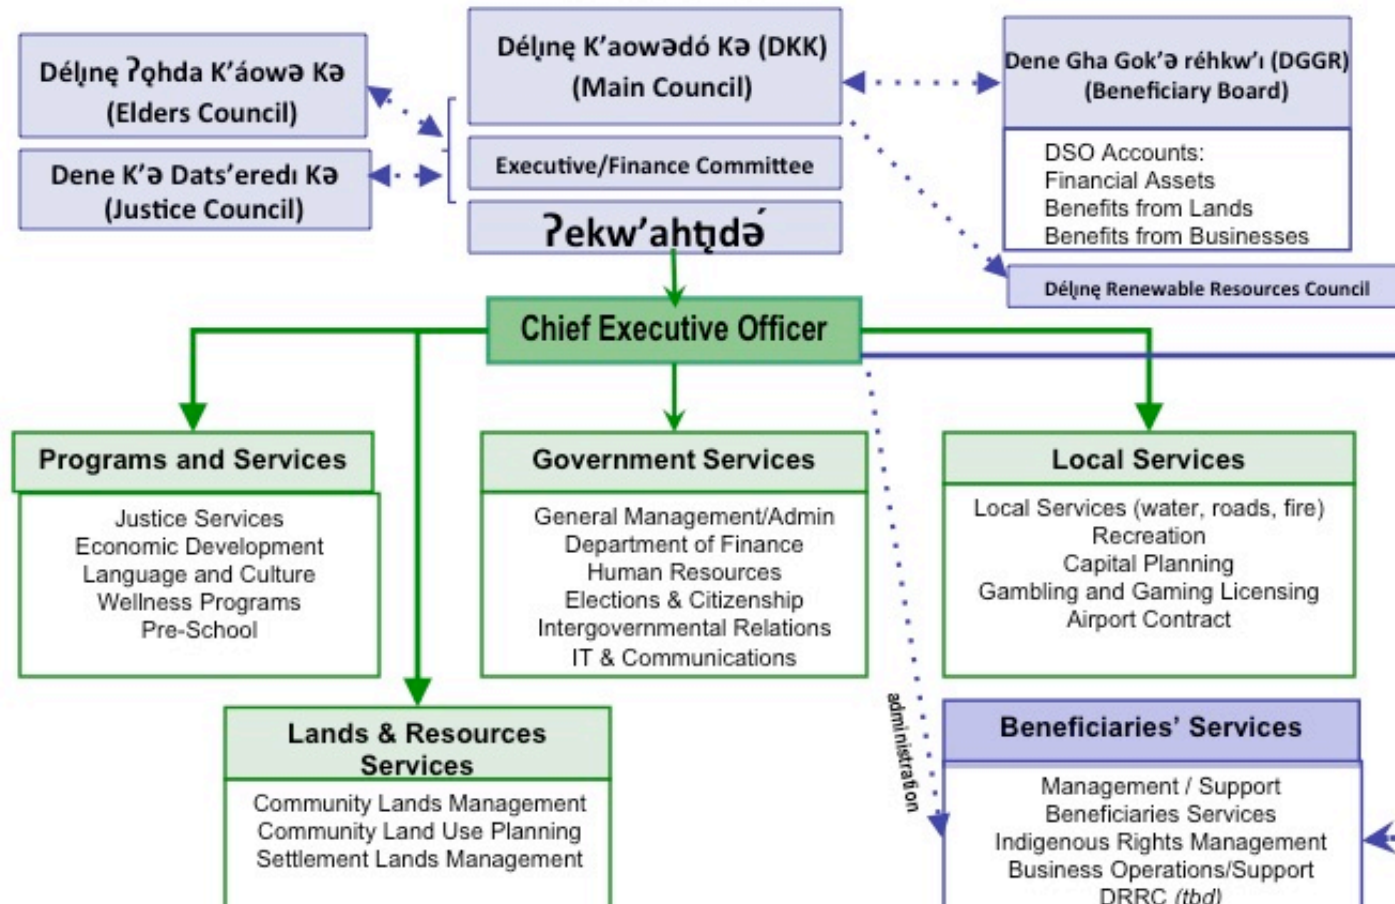 Délı̨nę ʔǫhda K'áowə Kə
(Elders Council)
Dene K'ə Dats'eredı Kə
(Justice Council)
Délı̨nę K'aowədó Kə (DKK)
(Main Council)
Executive/Finance Committee
ʔekw'ahtı̨də́
Dene Gha Gok'ə réhkw'ı (DGGR)
(Beneficiary Board)
DSO Accounts:
Financial Assets
Benefits from Lands
Benefits from Businesses
Délı̨nę Renewable Resources Council
Chief Executive Officer
Programs and Services
Justice Services
Economic Development
Language and Culture
Wellness Programs
Pre-School
Government Services
General Management/Admin
Department of Finance
Human Resources
Elections & Citizenship
Intergovernmental Relations
IT & Communications
Local Services
Local Services (water, roads, fire)
Recreation
Capital Planning
Gambling and Gaming Licensing
Airport Contract
Lands & Resources
Services
Community Lands Management
Community Land Use Planning
Settlement Lands Management
administration
Beneficiaries' Services
Management / Support
Beneficiaries Services
Indigenous Rights Management
Business Operations/Support
DRRC (tbd)